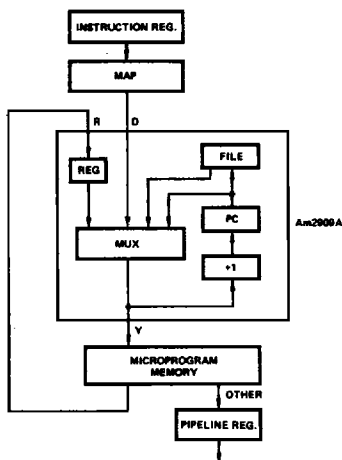 INSTRUCTION REG.
MAP
R
D
REG
FILE
PC
MUX
+1
Am2909A
Y
MICROPROGRAM
MEMORY
OTHER
PIPELINE REG.